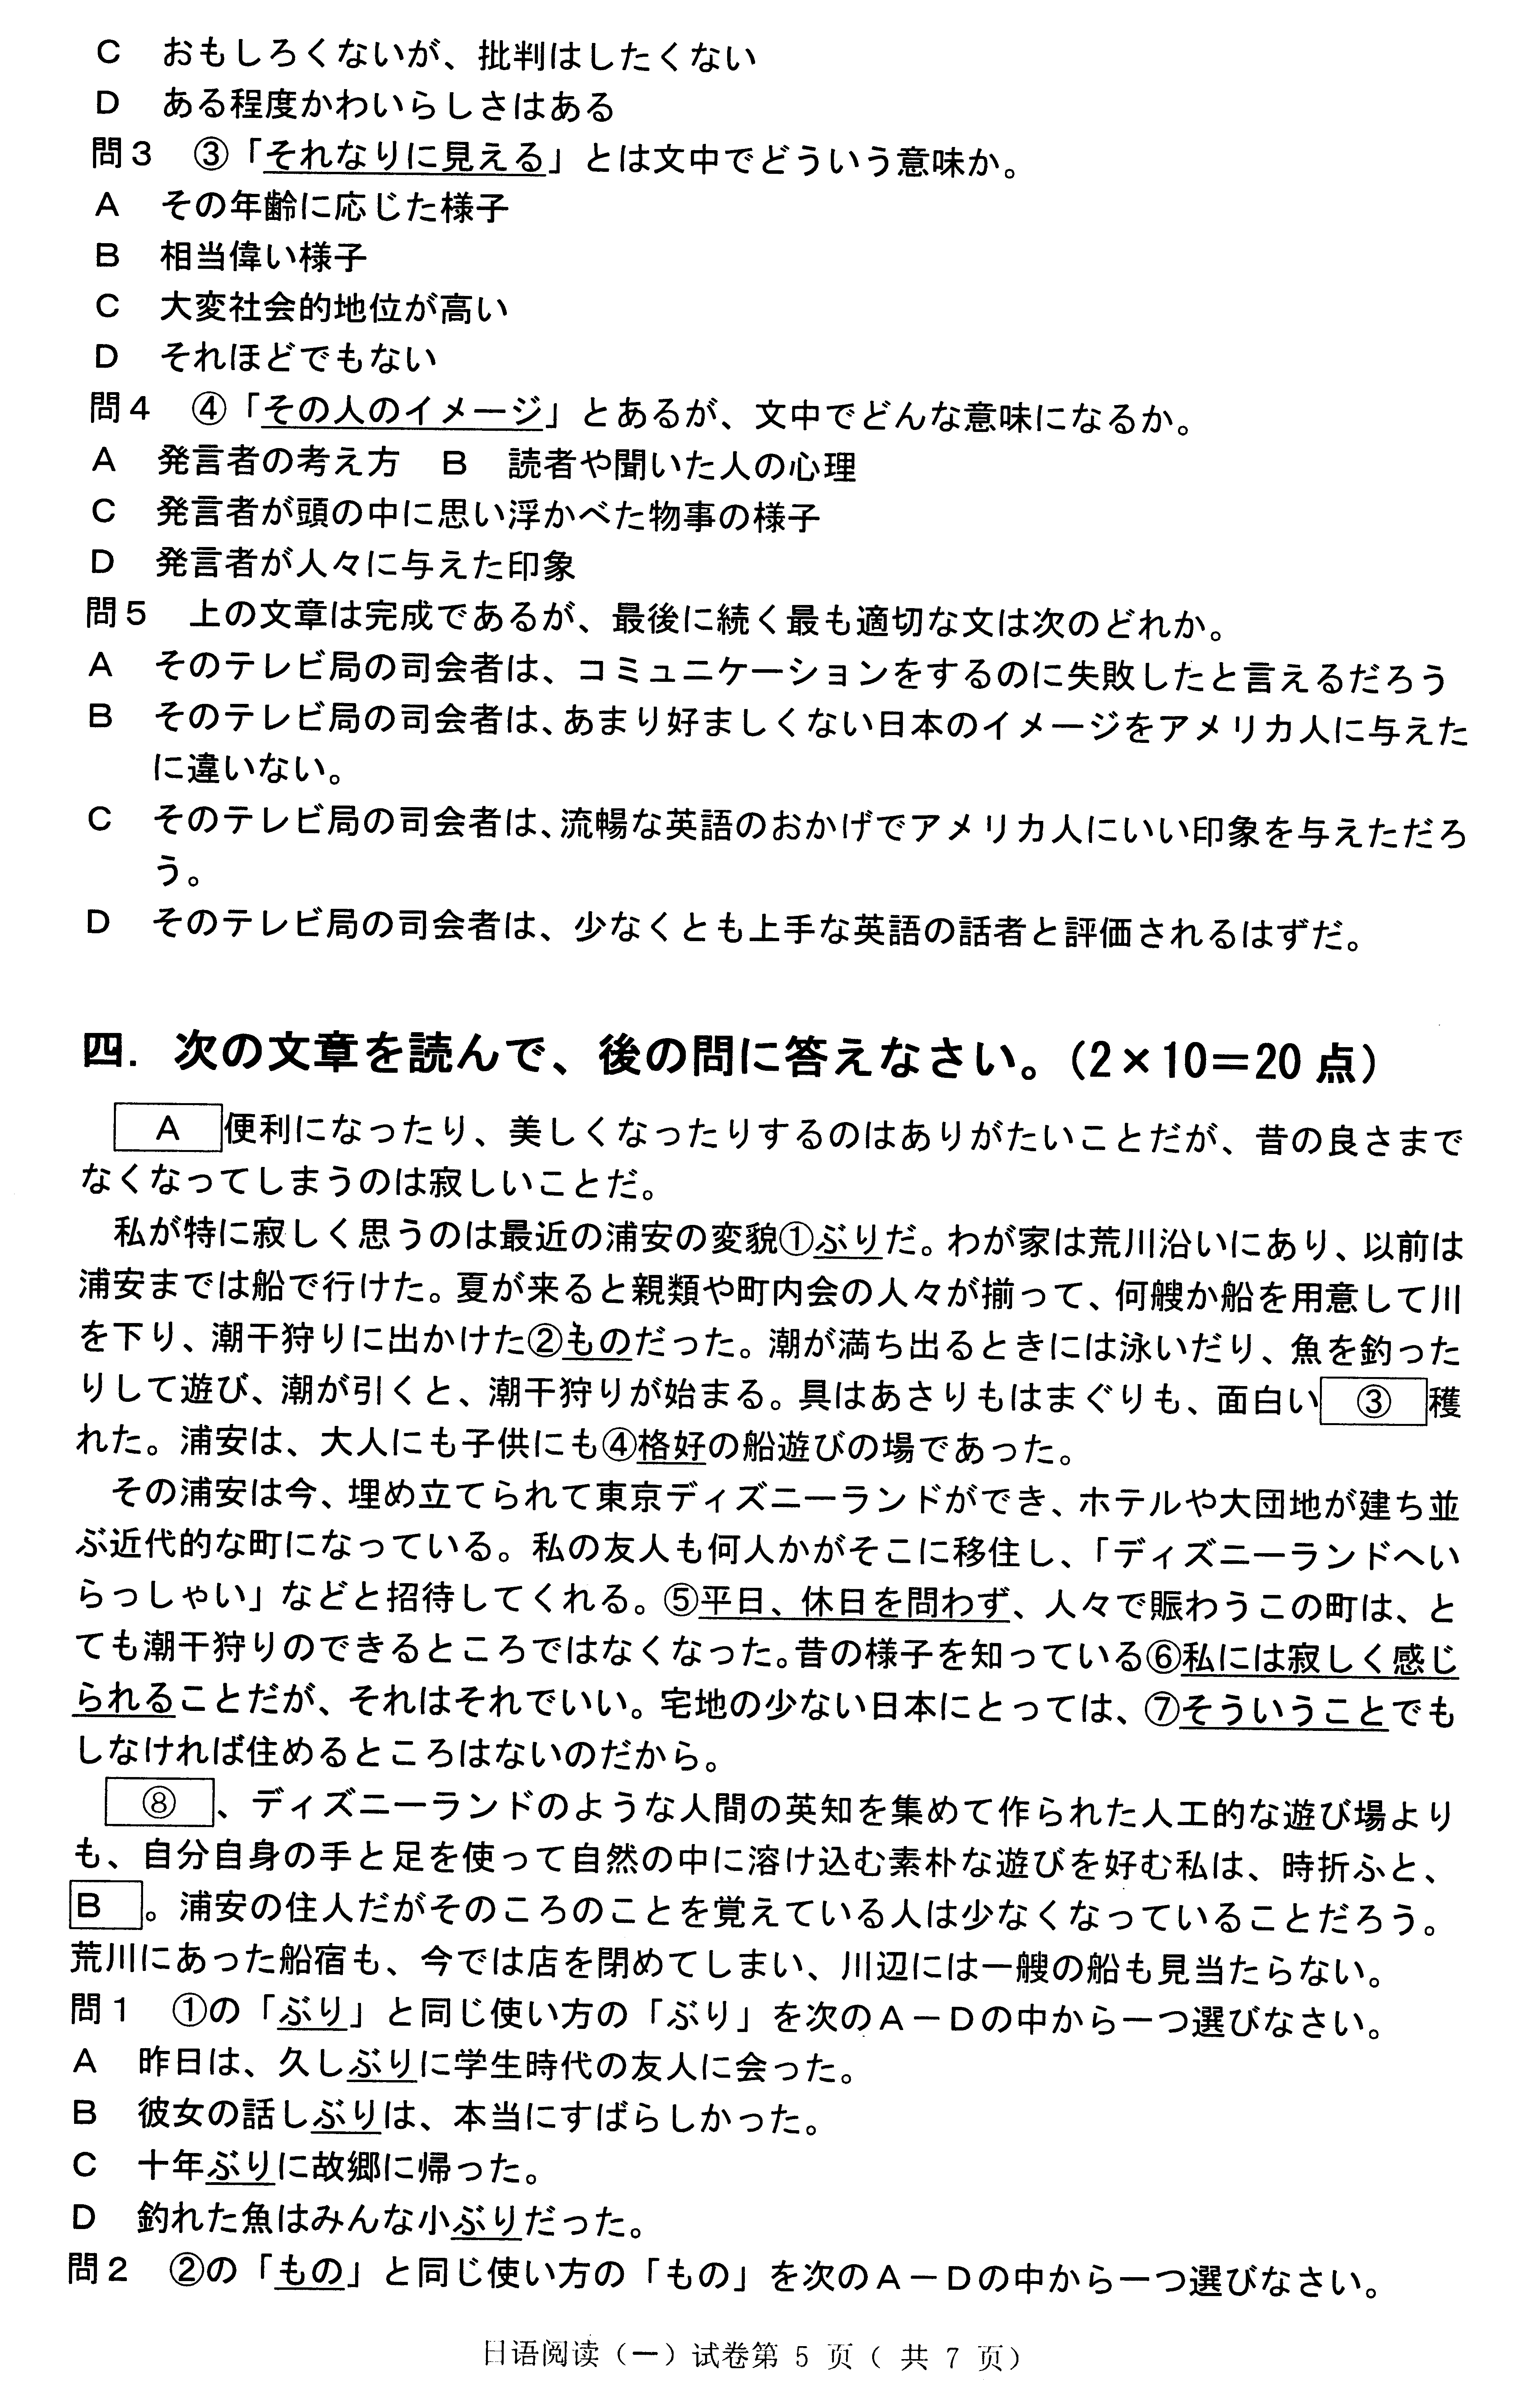 C　おもしろくないが、批判はしたくない
D　ある程度かわいらしさはある
問３　③「それなりに見える」とは文中でどういう意味か。
A　その年齢に応じた様子
B　相当偉い様子
C　大変社会的地位が高い
D　それほどでもない
問４　④「その人のイメージ」とあるが、文中でどんな意味になるか。
A　発言者の考え方　B　読者や聞いた人の心理
C　発言者が頭の中に思い浮かべた物事の様子
D　発言者が人々に与えた印象
問５　上の文章は完成であるが、最後に続く最も適切な文は次のどれか。
A　そのテレビ局の司会者は、コミュニケーションをするのに失敗したと言えるだろう
B　そのテレビ局の司会者は、あまり好ましくない日本のイメージをアメリカ人に与えた
に違いない。
C　そのテレビ局の司会者は、流暢な英語のおかげでアメリカ人にいい印象を与えただろ
う。
D　そのテレビ局の司会者は、少なくとも上手な英語の話者と評価されるはずだ。
四．次の文章を読んで、後の問に答えなさい。（2×10＝20 点）
A 便利になったり、美しくなったりするのはありがたいことだが、昔の良さまで
なくなってしまうのは寂しいことだ。
私が特に寂しく思うのは最近の浦安の変貌①ぶりだ。わが家は荒川沿いにあり、以前は
浦安までは船で行けた。夏が来ると親類や町内会の人々が揃って、何艘か船を用意して川
を下り、潮干狩りに出かけた②ものだった。潮が満ち出るときには泳いだり、魚を釣った
りして遊び、潮が引くと、潮干狩りが始まる。具はあさりもはまぐりも、面白い ③ 穫
れた。浦安は、大人にも子供にも④格好の船遊びの場であった。
その浦安は今、埋め立てられて東京ディズニーランドができ、ホテルや大団地が建ち並
ぶ近代的な町になっている。私の友人も何人かがそこに移住し、「ディズニーランドへい
らっしゃい」などと招待してくれる。⑤平日、休日を問わず、人々で賑わうこの町は、と
ても潮干狩りのできるところではなくなった。昔の様子を知っている⑥私には寂しく感じ
られることだが、それはそれでいい。宅地の少ない日本にとっては、⑦そういうことでも
しなければ住めるところはないのだから。
⑧ 、ディズニーランドのような人間の英知を集めて作られた人工的な遊び場より
も、自分自身の手と足を使って自然の中に溶け込む素朴な遊びを好む私は、時折ふと、
B 。浦安の住人だがそのころのことを覚えている人は少なくなっていることだろう。
荒川にあった船宿も、今では店を閉めてしまい、川辺には一艘の船も見当たらない。
問１　①の「ぶり」と同じ使い方の「ぶり」を次のＡ－Ｄの中から一つ選びなさい。
A　昨日は、久しぶりに学生時代の友人に会った。
B　彼女の話しぶりは、本当にすばらしかった。
C　十年ぶりに故郷に帰った。
D　釣れた魚はみんな小ぶりだった。
問２　②の「もの」と同じ使い方の「もの」を次のＡ－Ｄの中から一つ選びなさい。
日语阅读（一）试卷第 5 页（ 共 7 页）